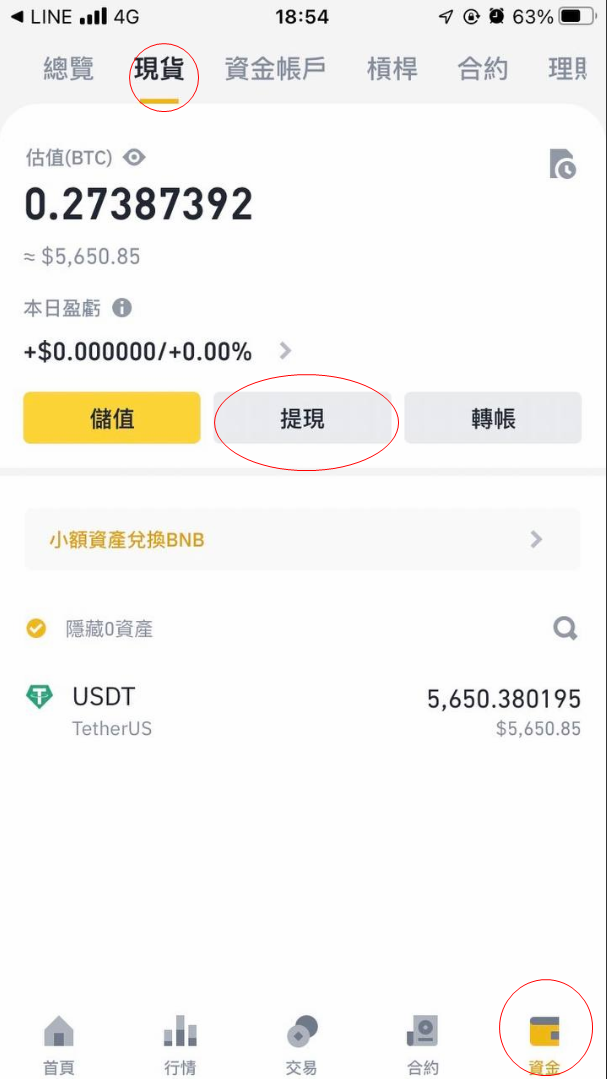 LINE 4G 18:54 63%
總覽 現貨 資金帳戶 槓桿 合約 理財
估值(BTC)
0.27387392
≈ $5,650.85
本日盈虧
+$0.000000/+0.00%
儲值 提現 轉帳
小額資產兌換BNB
隱藏0資產
USDT 5,650.380195
TetherUS $5,650.85
首頁 行情 交易 合約 資金